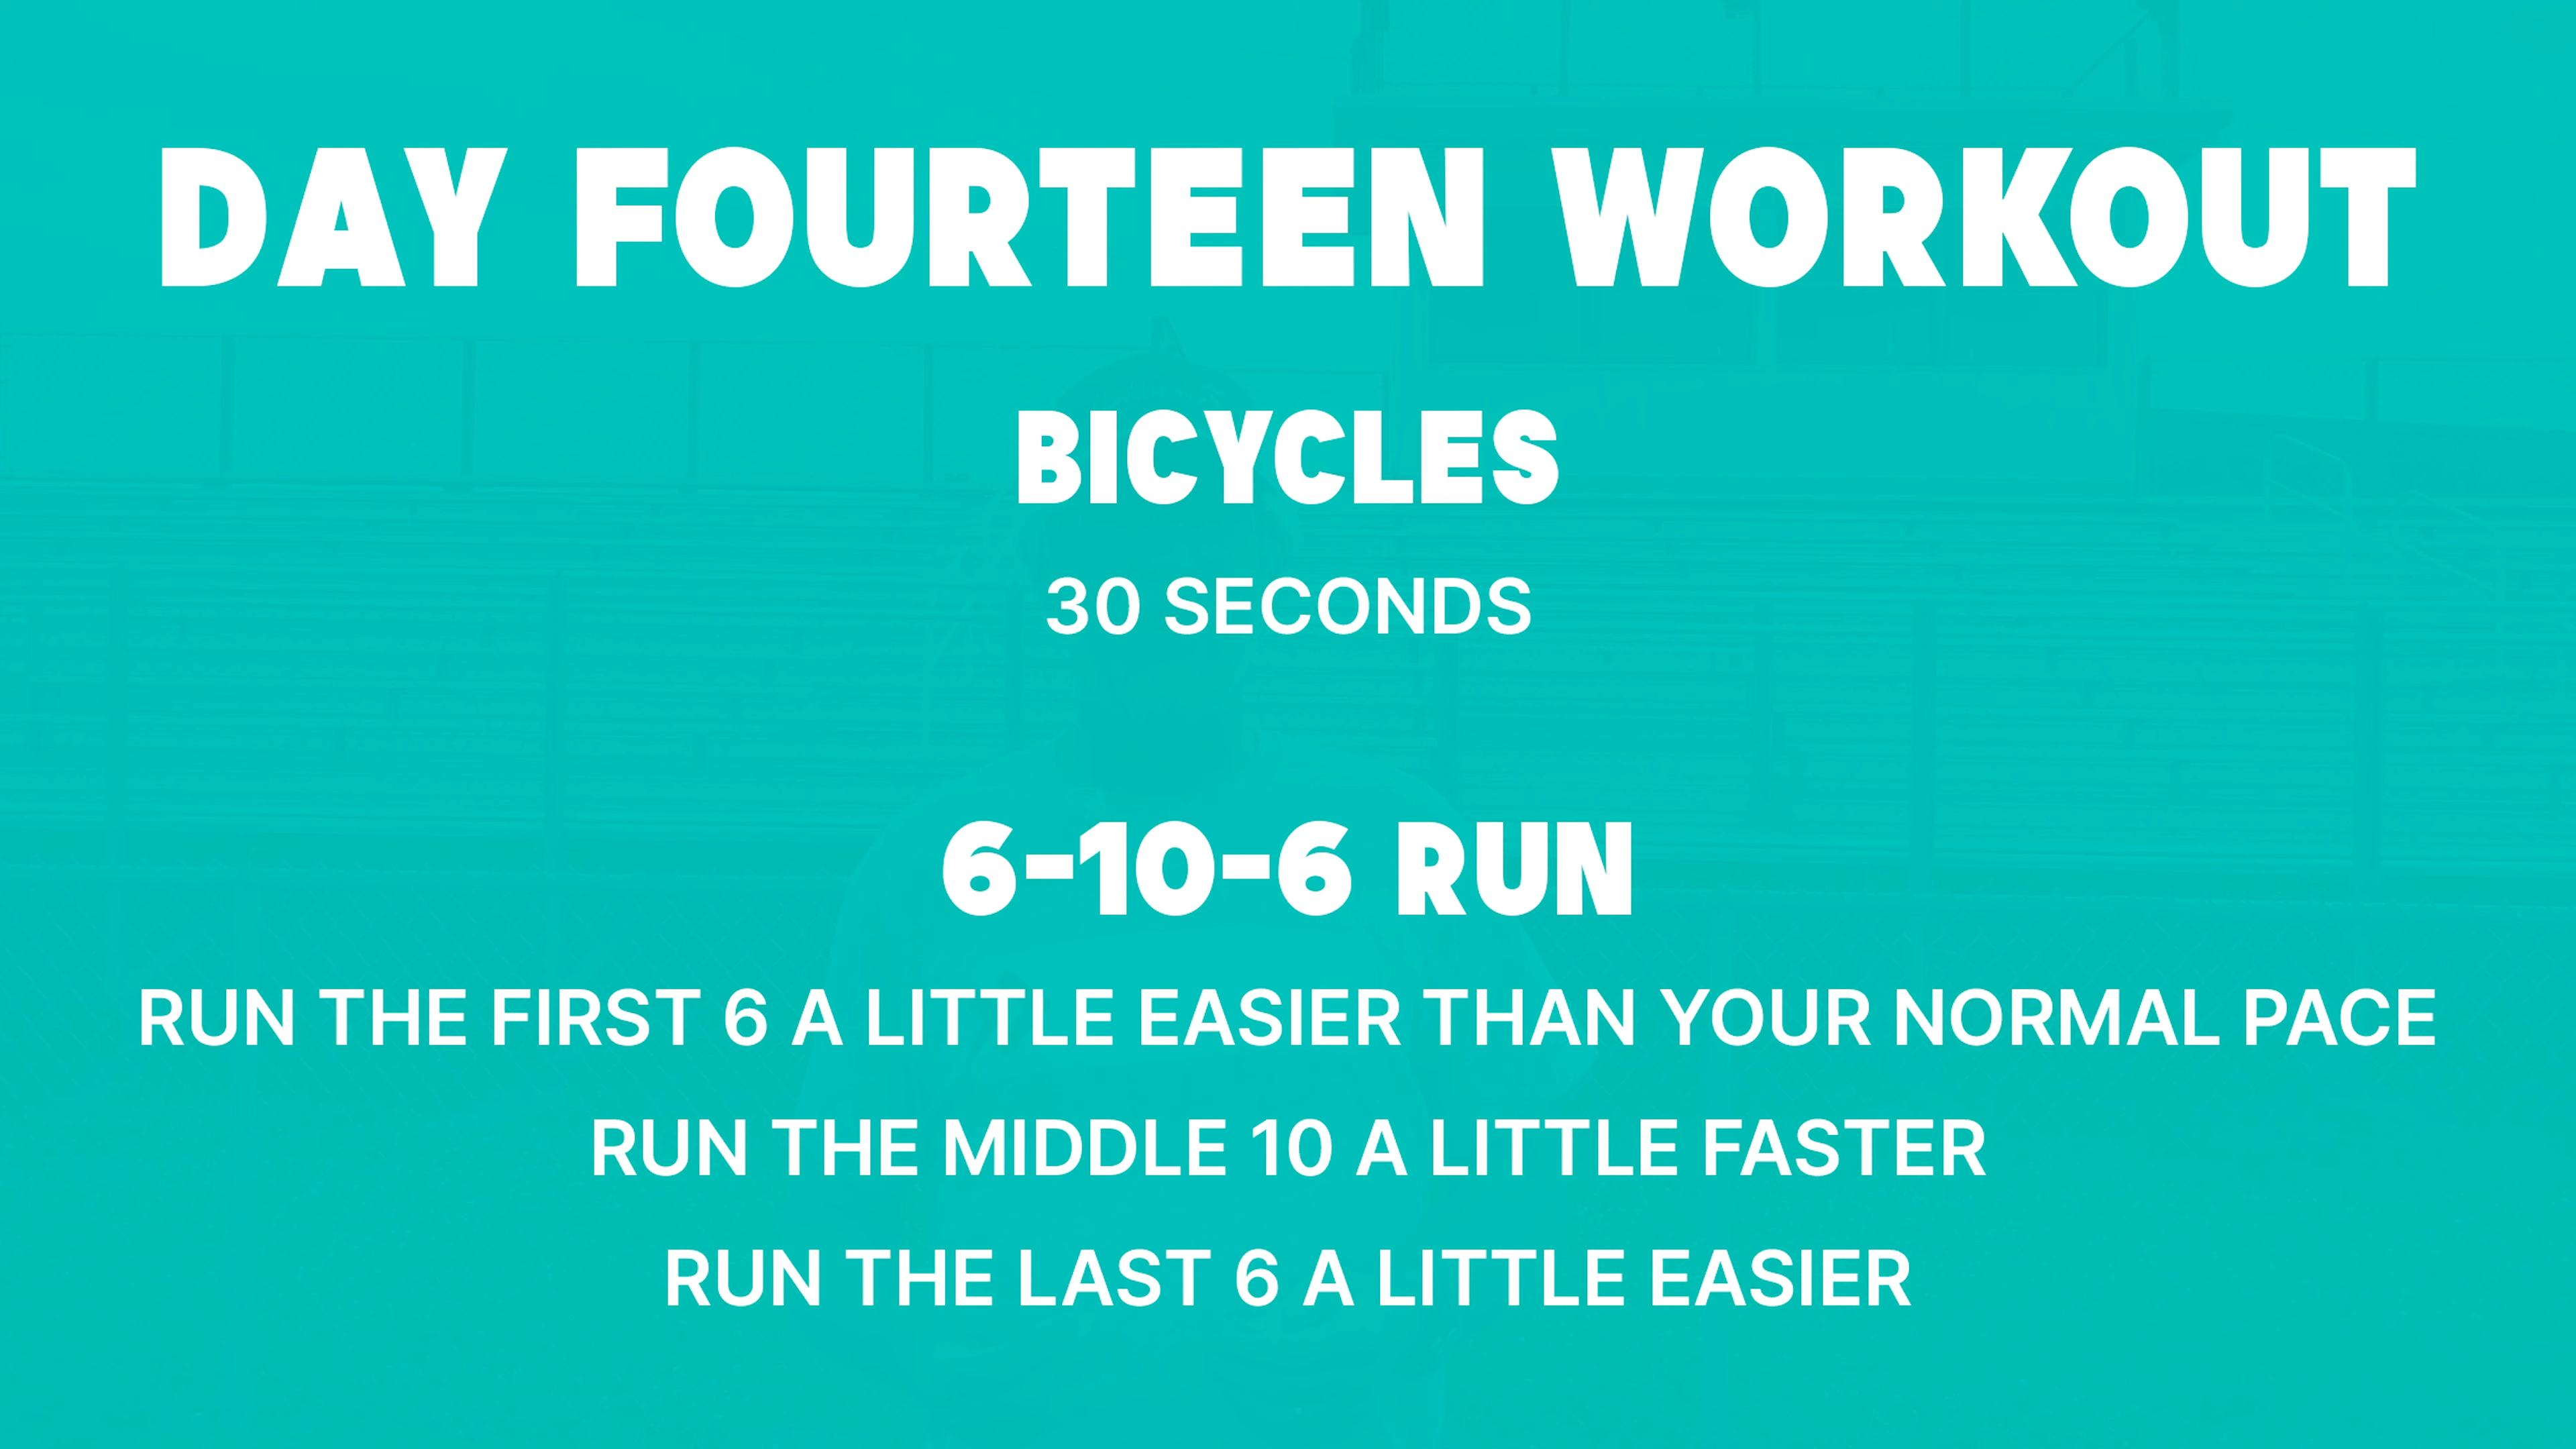 DAY FOURTEEN WORKOUT
BICYCLES
30 SECONDS
6-10-6 RUN
RUN THE FIRST 6 A LITTLE EASIER THAN YOUR NORMAL PACE
RUN THE MIDDLE 10 A LITTLE FASTER
RUN THE LAST 6 A LITTLE EASIER